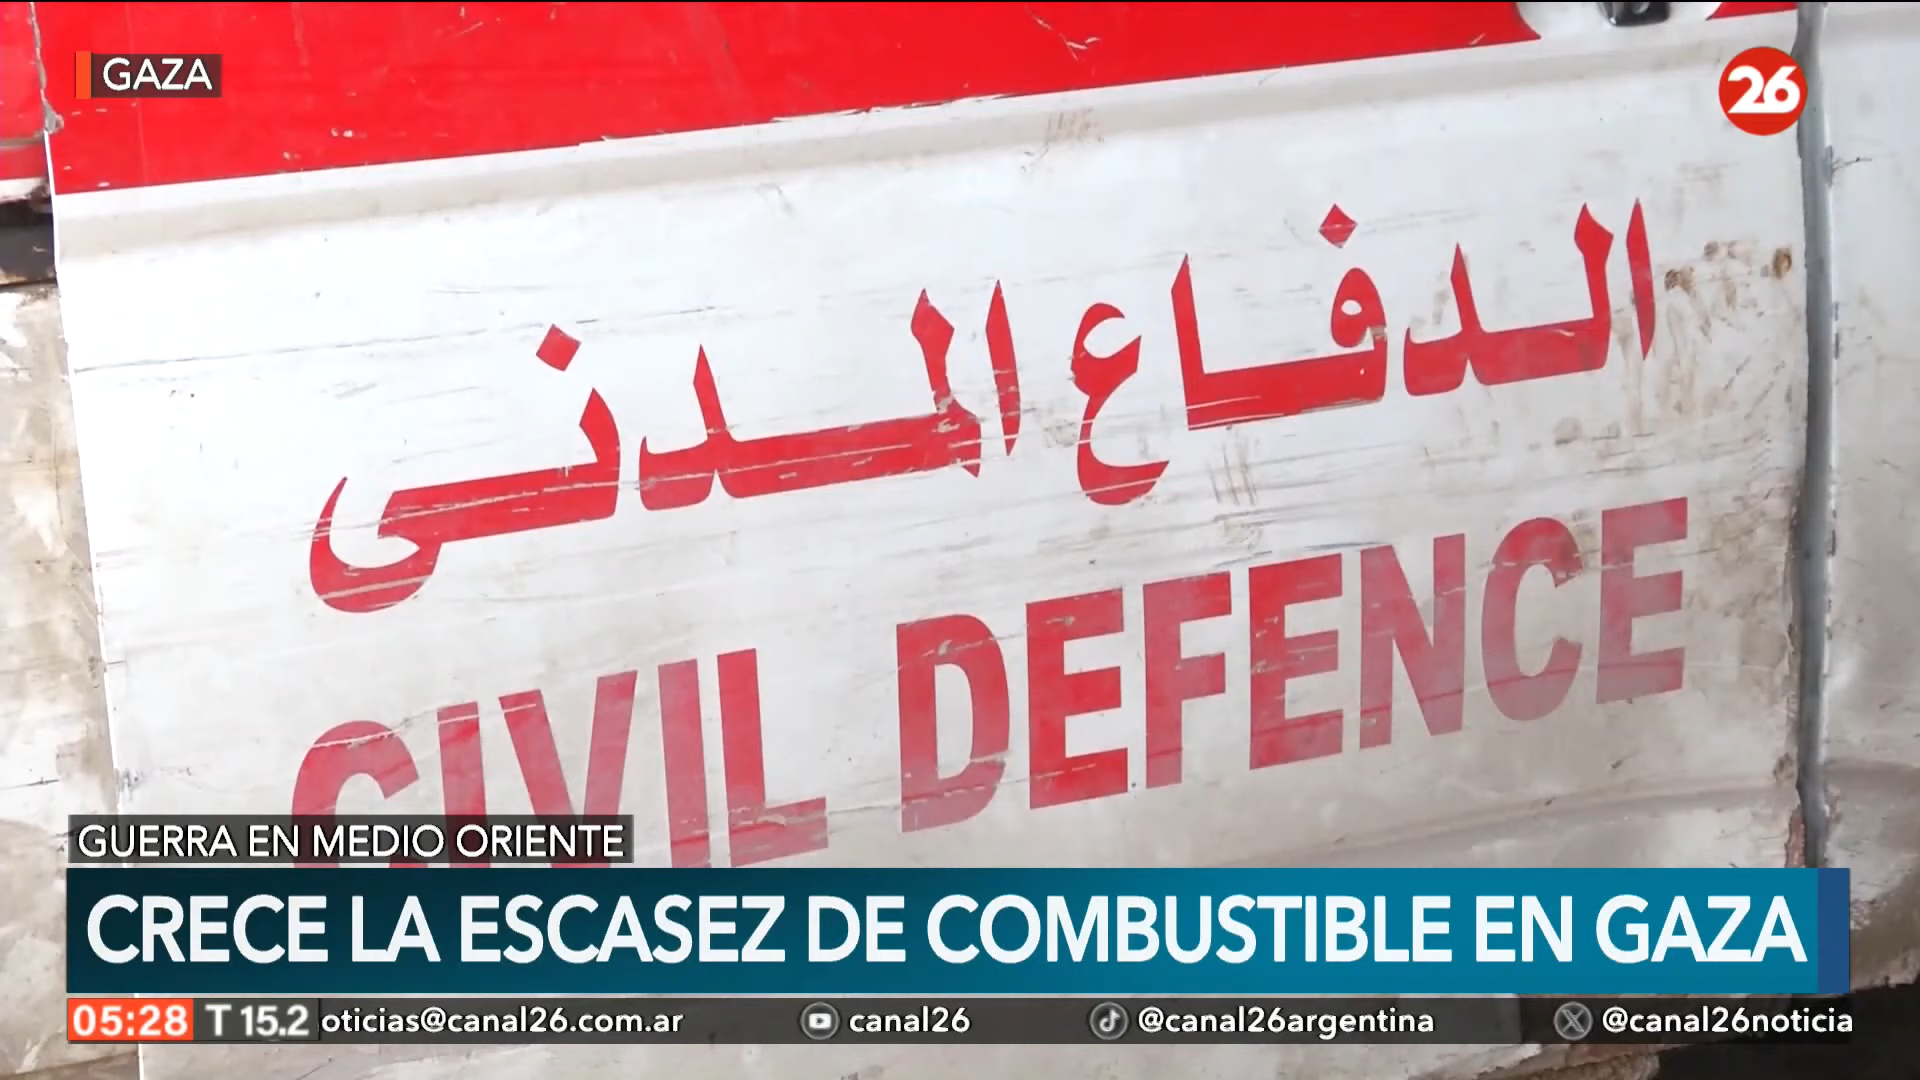 GAZA
26
الدفاع المدنى
CIVIL DEFENCE
GUERRA EN MEDIO ORIENTE
CRECE LA ESCASEZ DE COMBUSTIBLE EN GAZA
05:28 T 15.2 oticias@canal26.com.ar canal26 @canal26argentina @canal26noticia